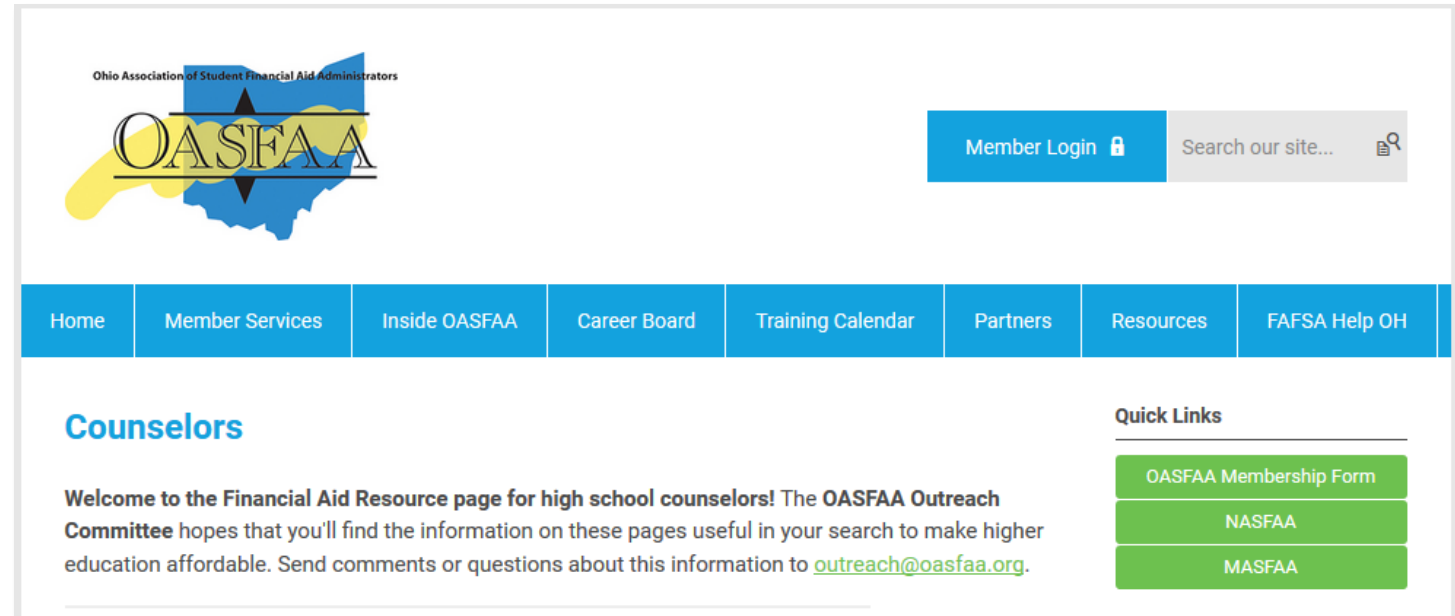 Ohio Association of Student Financial Aid Administrators
OASFAA
Member Login
Search our site...
Home
Member Services
Inside OASFAA
Career Board
Training Calendar
Partners
Resources
FAFSA Help OH
Counselors
Welcome to the Financial Aid Resource page for high school counselors! The OASFAA Outreach
Committee hopes that you'll find the information on these pages useful in your search to make higher
education affordable. Send comments or questions about this information to outreach@oasfaa.org.
Quick Links
OASFAA Membership Form
NASFAA
MASFAA